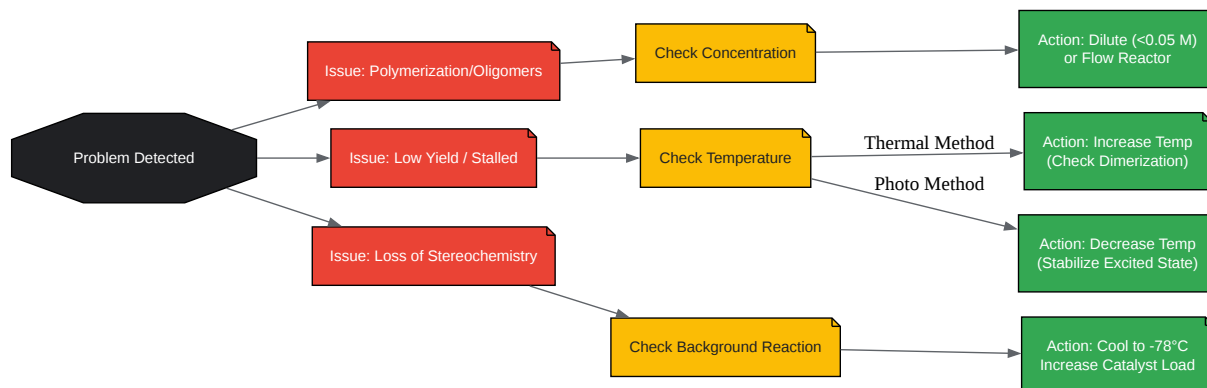 Problem Detected
Issue: Polymerization/Oligomers
Check Concentration
Action: Dilute (<0.05 M)
or Flow Reactor
Issue: Low Yield / Stalled
Check Temperature
Thermal Method
Action: Increase Temp
(Check Dimerization)
Photo Method
Action: Decrease Temp
(Stabilize Excited State)
Issue: Loss of Stereochemistry
Check Background Reaction
Action: Cool to -78°C
Increase Catalyst Load